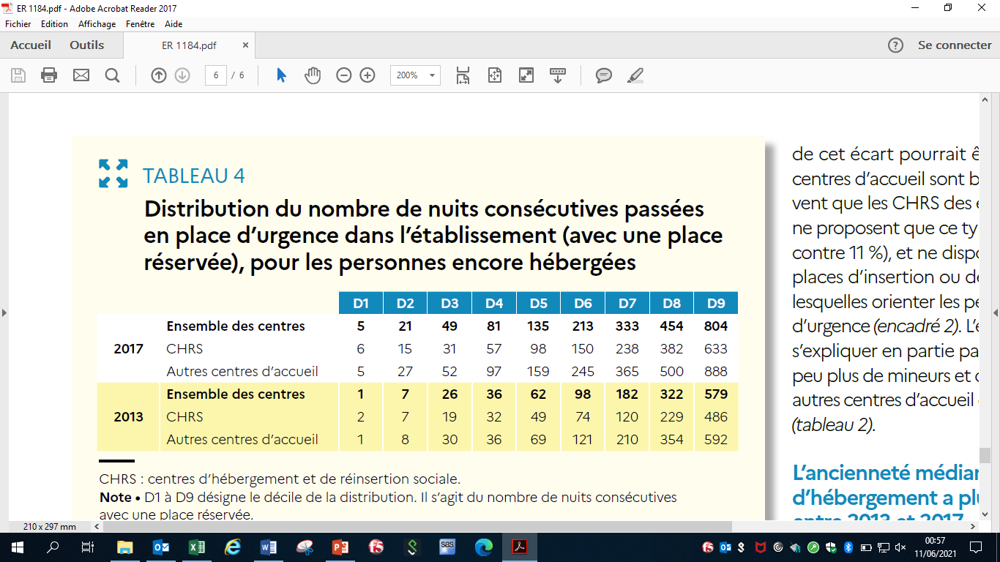 ER 1184.pdf - Adobe Acrobat Reader 2017
Fichier Edition Affichage Fenêtre Aide
Accueil Outils ER 1184.pdf × ? Se connecter
6 / 6 200%
TABLEAU 4
Distribution du nombre de nuits consécutives passées
en place d’urgence dans l’établissement (avec une place
réservée), pour les personnes encore hébergées
D1 D2 D3 D4 D5 D6 D7 D8 D9
Ensemble des centres 5 21 49 81 135 213 333 454 804
2017 CHRS 6 15 31 57 98 150 238 382 633
Autres centres d’accueil 5 27 52 97 159 245 365 500 888
Ensemble des centres 1 7 26 36 62 98 182 322 579
2013 CHRS 2 7 19 32 49 74 120 229 486
Autres centres d’accueil 1 8 30 36 69 121 210 354 592
CHRS : centres d’hébergement et de réinsertion sociale.
Note • D1 à D9 désigne le décile de la distribution. Il s’agit du nombre de nuits consécutives
avec une place réservée.
de cet écart pourrait
centres d’accueil sont
vent que les CHRS des
ne proposent que ce
contre 11 %), et ne
places d’insertion ou
lesquelles orienter les
d’urgence (encadré 2).
s’expliquer en partie
peu plus de mineurs et
autres centres d’accueil
(tableau 2).
L’ancienneté
d’hébergement a
entre 2013 et 2017
210 x 297 mm
00:57
11/06/2021